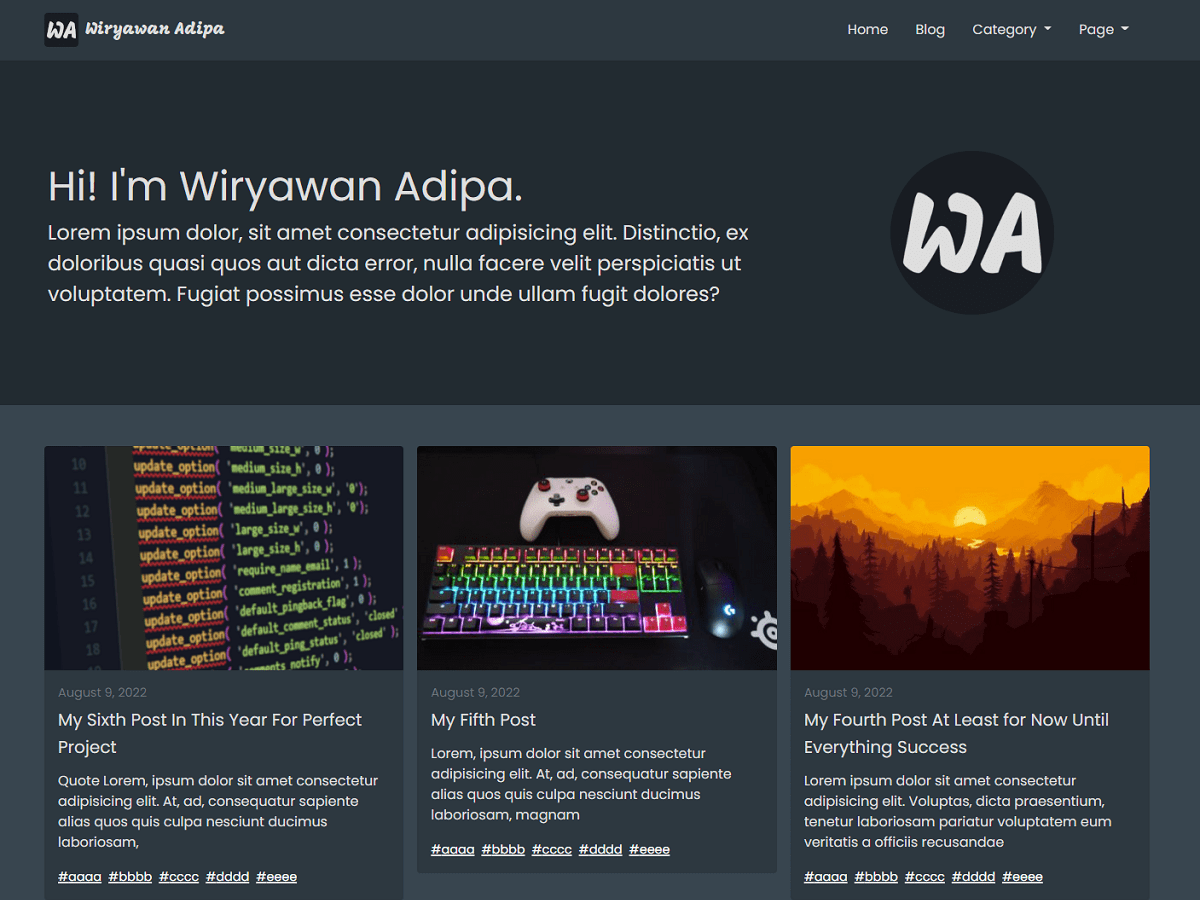 WA Wiryawan Adipa
Home Blog Category Page
Hi! I'm Wiryawan Adipa.
Lorem ipsum dolor, sit amet consectetur adipisicing elit. Distinctio, ex
doloribus quasi quos aut dicta error, nulla facere velit perspiciatis ut
voluptatem. Fugiat possimus esse dolor unde ullam fugit dolores?
WA
update_option( 'medium_size_w', 0 );
10 update_option( 'medium_size_h', 0 );
11 update_option( 'medium_large_size_w', '0');
12 update_option( 'medium_large_size_h', '0');
13 update_option( 'large_size_w', 0 );
14 update_option( 'large_size_h', 0 );
15 update_option( 'require_name_email', 1 );
16 update_option( 'comment_registration', 1 );
17 update_option( 'default_pingback_flag', 0 );
18 update_option( 'default_comment_status', 'closed'
update_option( 'default_ping_status', 'closed' );
update_option( 'comments_notify', 0 );
August 9, 2022
My Sixth Post In This Year For Perfect
Project
Quote Lorem, ipsum dolor sit amet consectetur
adipisicing elit. At, ad, consequatur sapiente
alias quos quis culpa nesciunt ducimus
laboriosam,
#aaaa #bbbb #cccc #dddd #eeee
August 9, 2022
My Fifth Post
Lorem, ipsum dolor sit amet consectetur
adipisicing elit. At, ad, consequatur sapiente
alias quos quis culpa nesciunt ducimus
laboriosam, magnam
#aaaa #bbbb #cccc #dddd #eeee
August 9, 2022
My Fourth Post At Least for Now Until
Everything Success
Lorem ipsum dolor sit amet consectetur
adipisicing elit. Voluptas, dicta praesentium,
tenetur laboriosam pariatur voluptatem eum
veritatis a officiis recusandae
#aaaa #bbbb #cccc #dddd #eeee